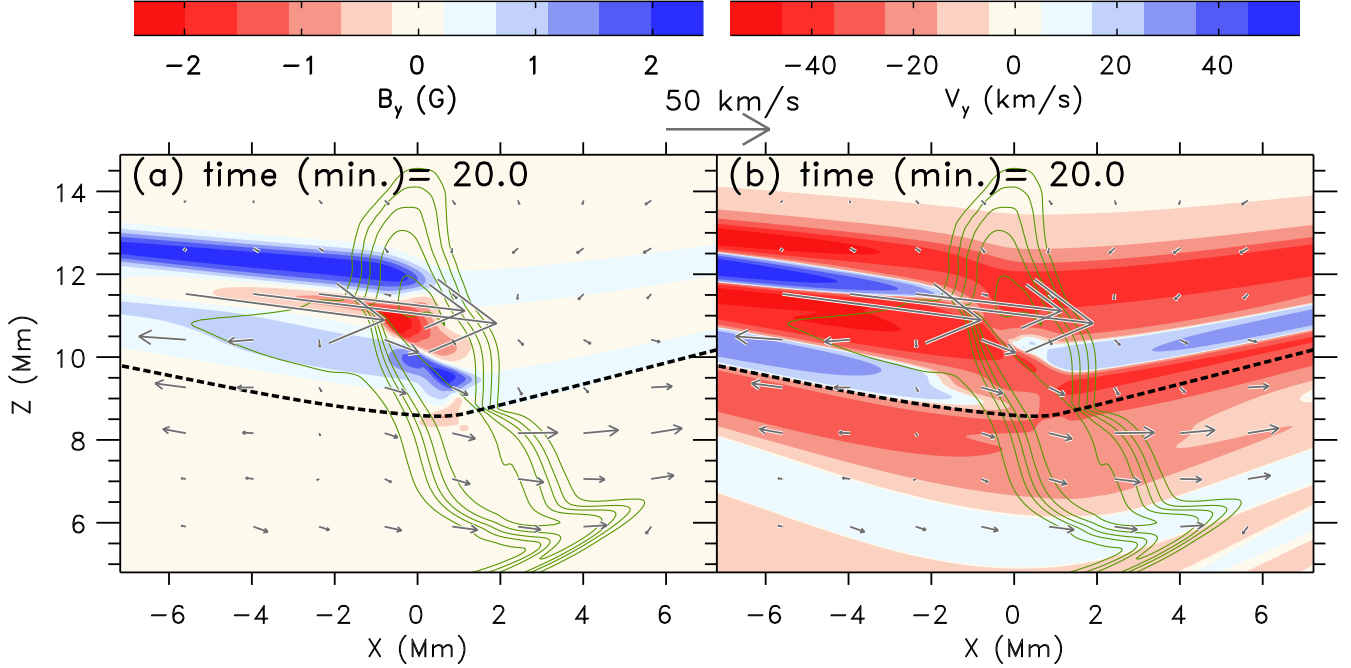 −2 −1 0 1 2 −40 −20 0 20 40
B_y (G) 50 km/s V_y (km/s)
(a) time (min.)= 20.0 (b) time (min.)= 20.0
14
12
10
8
6
Z (Mm)
−6 −4 −2 0 2 4 6 −6 −4 −2 0 2 4 6
X (Mm) X (Mm)